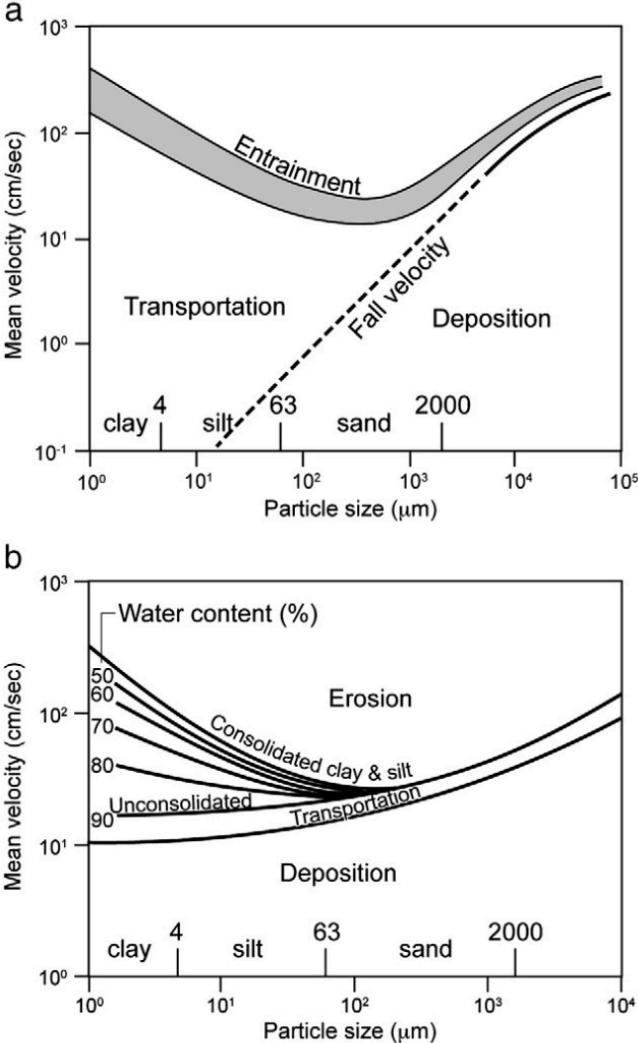 a
10³
10²
10¹
10⁰
10⁻¹
Mean velocity (cm/sec)
Entrainment
Transportation
Fall velocity
Deposition
4 63 2000
clay silt sand
10⁰ 10¹ 10² 10³ 10⁴ 10⁵
Particle size (μm)
b
10³
10²
10¹
10⁰
Mean velocity (cm/sec)
Water content (%)
50
60
70
80
90
Erosion
Consolidated clay & silt
Unconsolidated
Transportation
Deposition
4 63 2000
clay silt sand
10⁰ 10¹ 10² 10³ 10⁴
Particle size (μm)